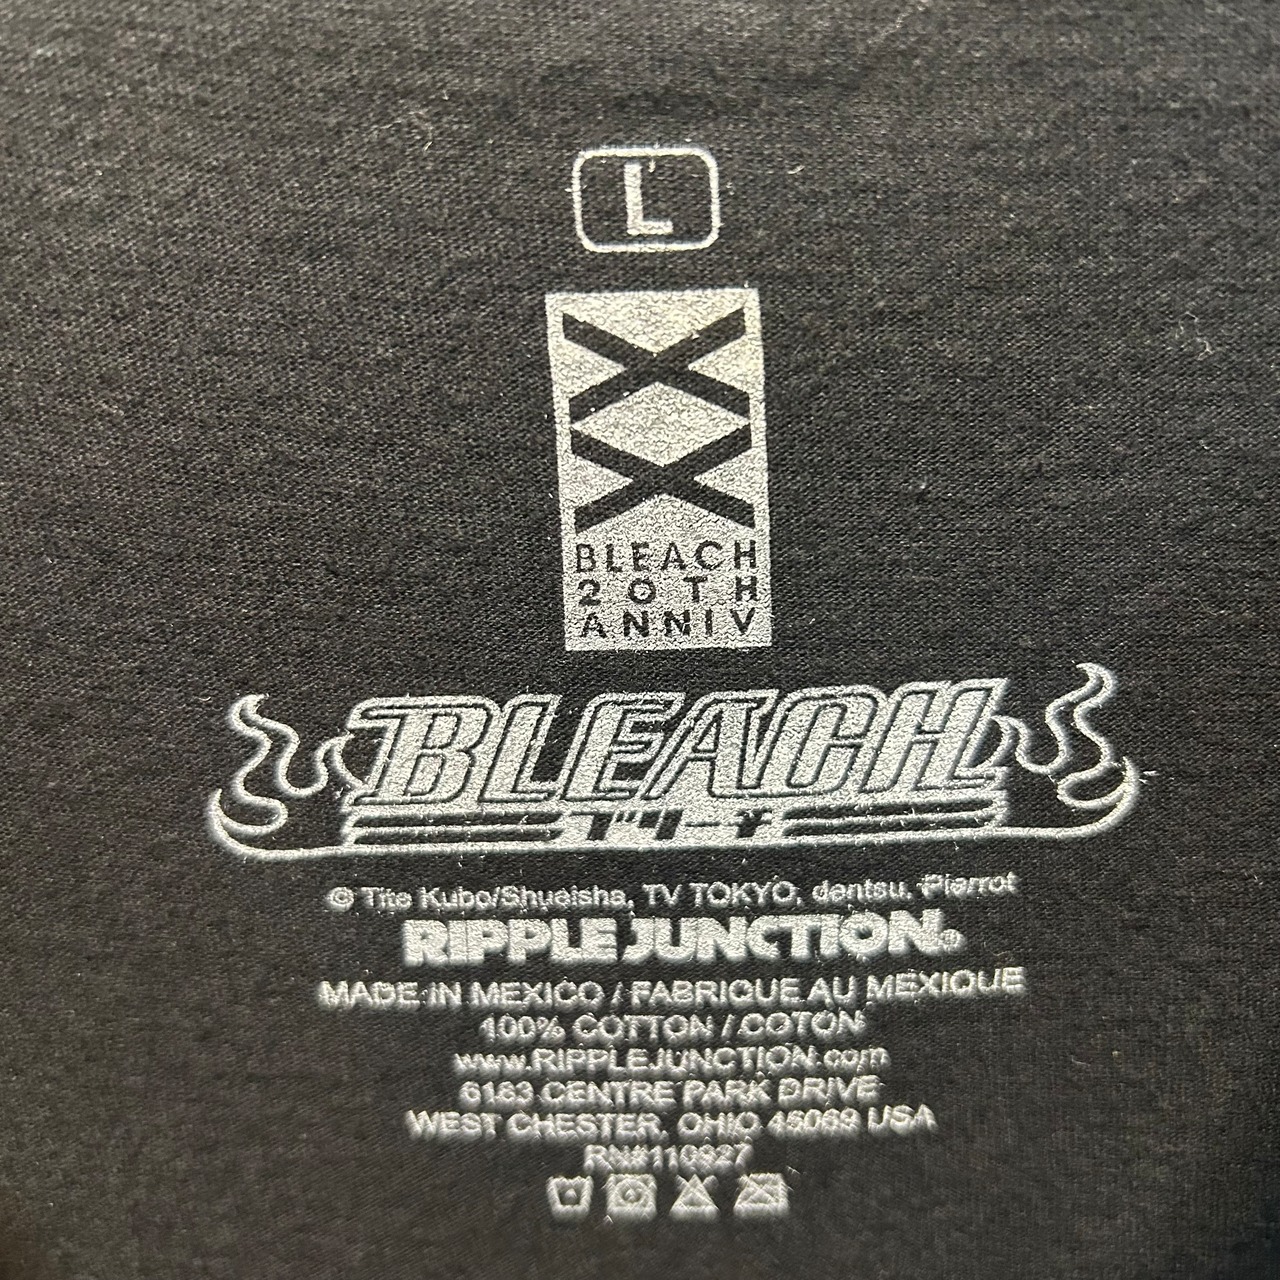 L
XX
BLEACH
20TH
ANNIV
BLEACH
ブリーチ
© Tite Kubo/Shueisha, TV TOKYO, dentsu, Pierrot
RIPPLE JUNCTION®
MADE IN MEXICO / FABRIQUE AU MEXIQUE
100% COTTON / COTON
www.RIPPLEJUNCTION.com
6183 CENTRE PARK DRIVE
WEST CHESTER, OHIO 45069 USA
RN#110927